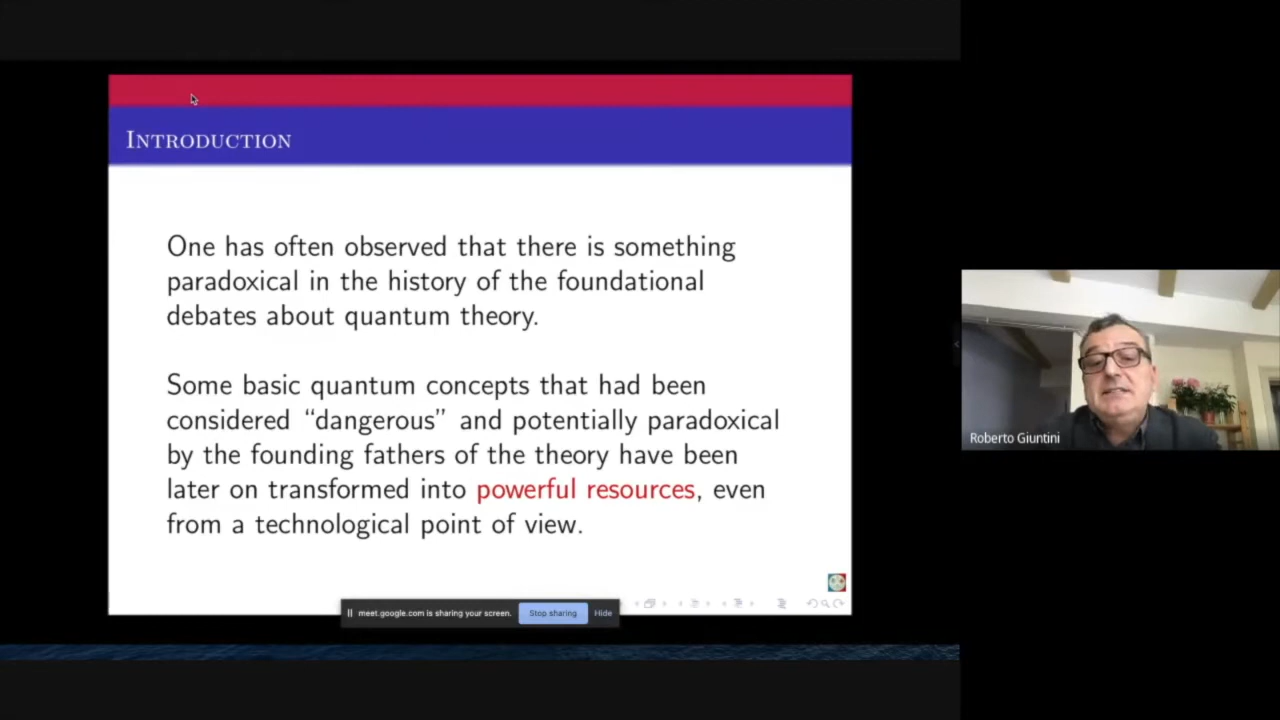 Introduction
One has often observed that there is something
paradoxical in the history of the foundational
debates about quantum theory.
Some basic quantum concepts that had been
considered “dangerous” and potentially paradoxical
by the founding fathers of the theory have been
later on transformed into powerful resources, even
from a technological point of view.
meet.google.com is sharing your screen. Stop sharing Hide
Roberto Giuntini